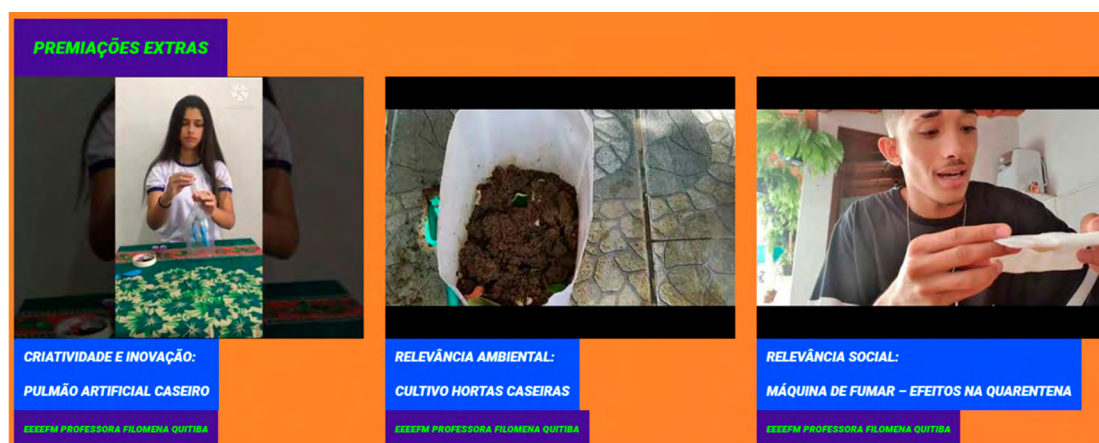 PREMIAÇÕES EXTRAS
CRIATIVIDADE E INOVAÇÃO:
PULMÃO ARTIFICIAL CASEIRO
EEEEFM PROFESSORA FILOMENA QUITIBA
RELEVÂNCIA AMBIENTAL:
CULTIVO HORTAS CASEIRAS
EEEEFM PROFESSORA FILOMENA QUITIBA
RELEVÂNCIA SOCIAL:
MÁQUINA DE FUMAR – EFEITOS NA QUARENTENA
EEEEFM PROFESSORA FILOMENA QUITIBA